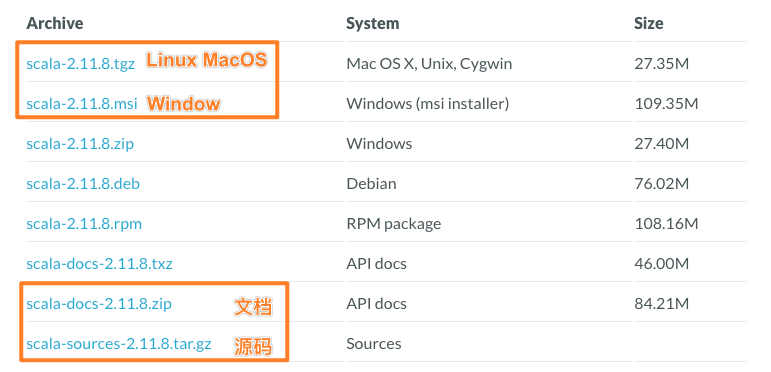 Archive System Size
scala-2.11.8.tgz Linux MacOS Mac OS X, Unix, Cygwin 27.35M
scala-2.11.8.msi Window Windows (msi installer) 109.35M
scala-2.11.8.zip Windows 27.40M
scala-2.11.8.deb Debian 76.02M
scala-2.11.8.rpm RPM package 108.16M
scala-docs-2.11.8.txz API docs 46.00M
scala-docs-2.11.8.zip 文档 API docs 84.21M
scala-sources-2.11.8.tar.gz 源码 Sources